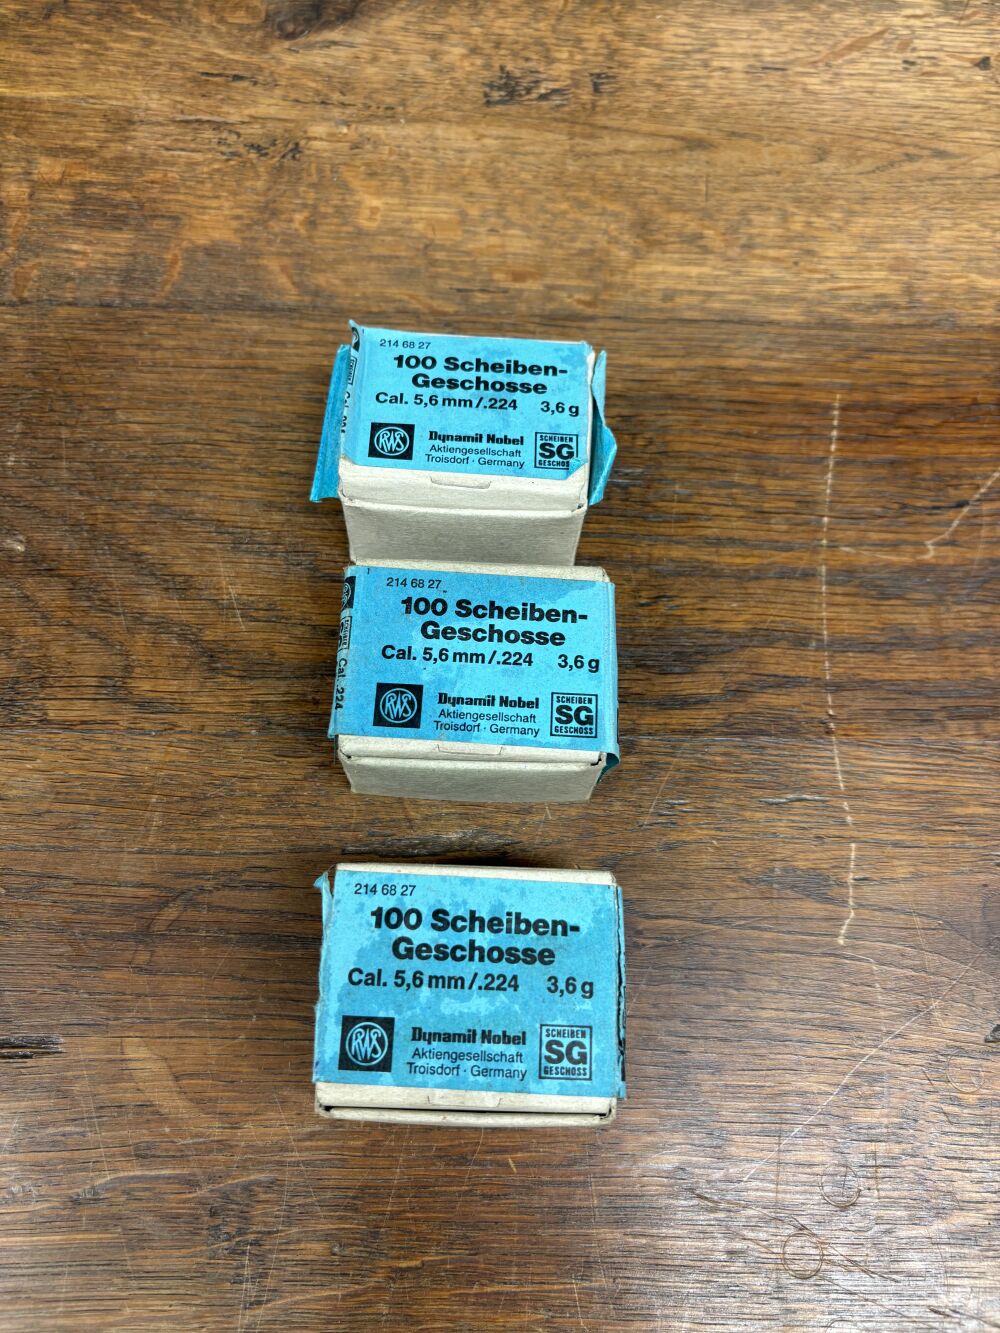 214 68 27
100 Scheiben-
Geschosse
Cal. 5,6 mm/.224 3,6 g
RWS
Dynamit Nobel
Aktiengesellschaft
Troisdorf · Germany
SCHEIBEN
SG
GESCHOS
214 68 27
100 Scheiben-
Geschosse
Cal. 5,6 mm/.224 3,6 g
RWS
Dynamit Nobel
Aktiengesellschaft
Troisdorf · Germany
SCHEIBEN
SG
GESCHOSS
Cal. .224
214 68 27
100 Scheiben-
Geschosse
Cal. 5,6 mm/.224 3,6 g
RWS
Dynamit Nobel
Aktiengesellschaft
Troisdorf · Germany
SCHEIBEN
SG
GESCHOSS